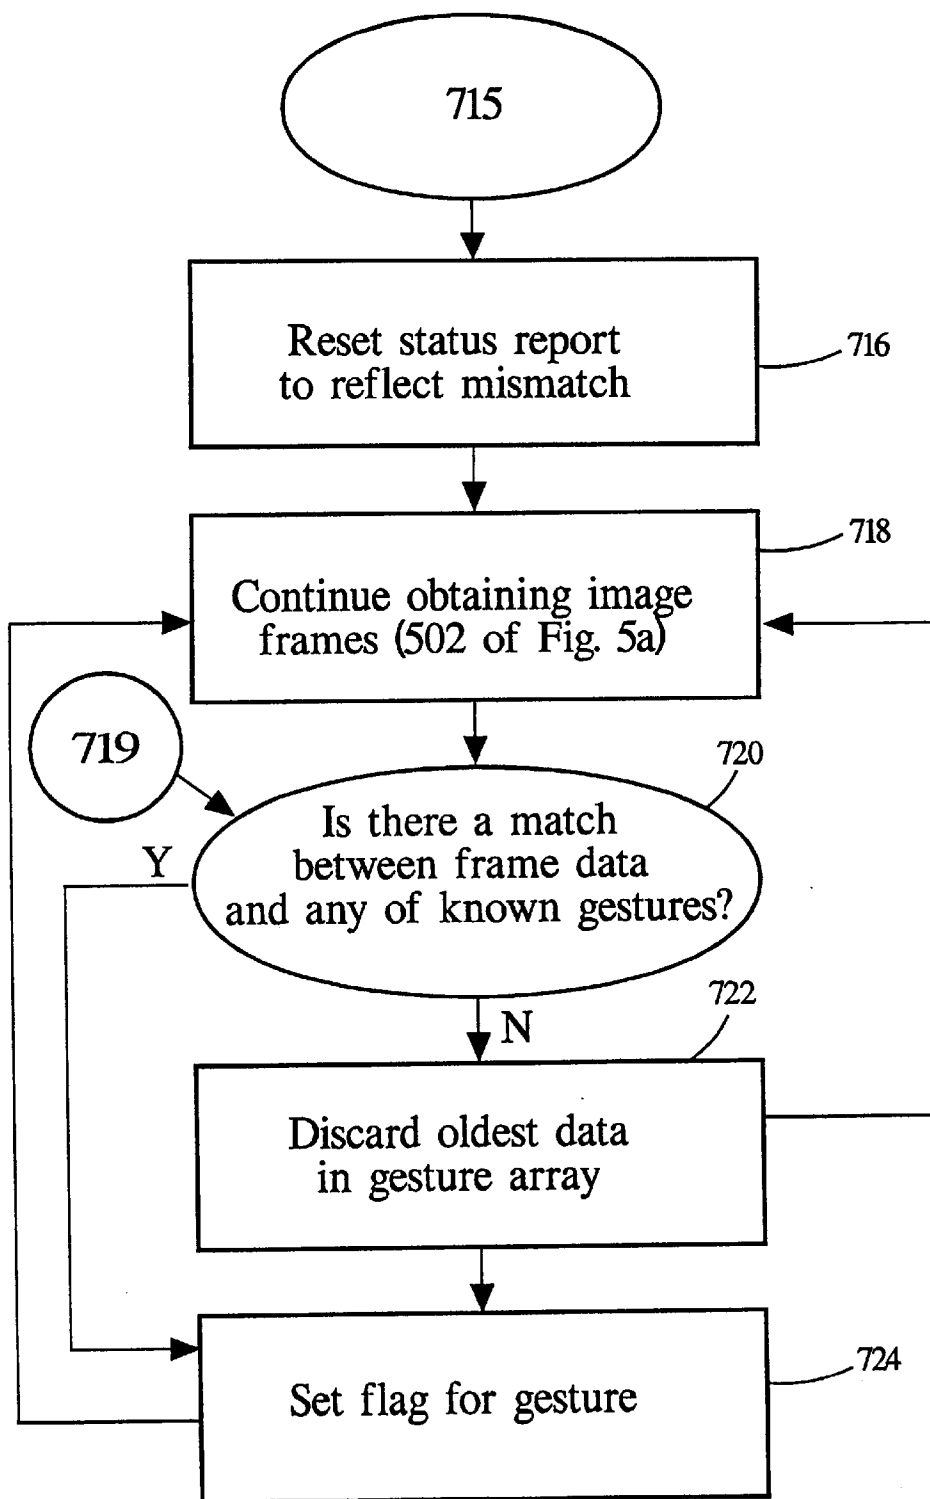 715
Reset status report
to reflect mismatch
716
718
Continue obtaining image
frames (502 of Fig. 5a)
719
720
Is there a match
between frame data
and any of known gestures?
Y
N
722
Discard oldest data
in gesture array
724
Set flag for gesture